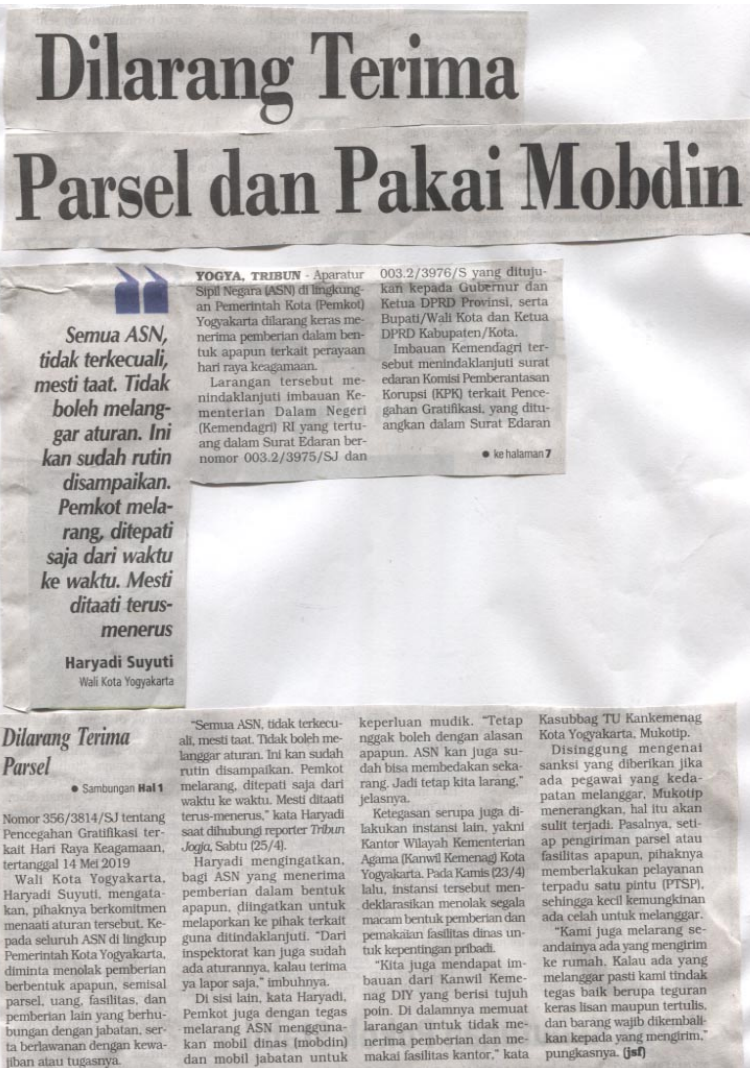 Dilarang Terima
Parsel dan Pakai Mobdin
Semua ASN,
tidak terkecuali,
mesti taat. Tidak
boleh melang-
gar aturan. Ini
kan sudah rutin
disampaikan.
Pemkot mela-
rang, ditepati
saja dari waktu
ke waktu. Mesti
ditaati terus-
menerus
Haryadi Suyuti
Wali Kota Yogyakarta
YOGYA, TRIBUN - Aparatur
Sipil Negara (ASN) di lingkung-
an Pemerintah Kota (Pemkot)
Yogyakarta dilarang keras me-
nerima pemberian dalam ben-
tuk apapun terkait perayaan
hari raya keagamaan.
Larangan tersebut me-
nindaklanjuti imbauan Ke-
menterian Dalam Negeri
(Kemendagri) RI yang tertu-
ang dalam Surat Edaran ber-
nomor 003.2/3975/SJ dan
003.2/3976/S yang dituju-
kan kepada Gubernur dan
Ketua DPRD Provinsi, serta
Bupati/Wali Kota dan Ketua
DPRD Kabupaten/Kota.
Imbauan Kemendagri ter-
sebut menindaklanjuti surat
edaran Komisi Pemberantasan
Korupsi (KPK) terkait Pence-
gahan Gratifikasi, yang ditu-
angkan dalam Surat Edaran
● ke halaman 7
Dilarang Terima
Parsel
● Sambungan Hal 1
Nomor 356/3814/SJ tentang
Pencegahan Gratifikasi ter-
kait Hari Raya Keagamaan,
tertanggal 14 Mei 2019
Wali Kota Yogyakarta,
Haryadi Suyuti, mengata-
kan, pihaknya berkomitmen
menaati aturan tersebut. Ke-
pada seluruh ASN di lingkup
Pemerintah Kota Yogyakarta,
diminta menolak pemberian
berbentuk apapun, semisal
parsel, uang, fasilitas, dan
pemberian lain yang berhu-
bungan dengan jabatan, ser-
ta berlawanan dengan kewa-
jiban atau tugasnya.
"Semua ASN, tidak terkecu-
ali, mesti taat. Tidak boleh me-
langgar aturan. Ini kan sudah
rutin disampaikan. Pemkot
melarang, ditepati saja dari
waktu ke waktu. Mesti ditaati
terus-menerus," kata Haryadi
saat dihubungi reporter Tribun
Jogja, Sabtu (25/4).
Haryadi mengingatkan,
bagi ASN yang menerima
pemberian dalam bentuk
apapun, diingatkan untuk
melaporkan ke pihak terkait
guna ditindaklanjuti. "Dari
inspektorat kan juga sudah
ada aturannya, kalau terima
ya lapor saja," imbuhnya.
Di sisi lain, kata Haryadi,
Pemkot juga dengan tegas
melarang ASN mengguna-
kan mobil dinas (mobdin)
dan mobil jabatan untuk
keperluan mudik. "Tetap
nggak boleh dengan alasan
apapun. ASN kan juga su-
dah bisa membedakan seka-
rang. Jadi tetap kita larang,"
jelasnya.
Ketegasan serupa juga di-
lakukan instansi lain, yakni
Kantor Wilayah Kementerian
Agama (Kanwil Kemenag) Kota
Yogyakarta. Pada Kamis (23/4)
lalu, instansi tersebut men-
deklarasikan menolak segala
macam bentuk pemberian dan
pemakaian fasilitas dinas un-
tuk kepentingan pribadi.
"Kita juga mendapat im-
bauan dari Kanwil Keme-
nag DIY yang berisi tujuh
poin. Di dalamnya memuat
larangan untuk tidak me-
nerima pemberian dan me-
makai fasilitas kantor," kata
Kasubbag TU Kankemenag
Kota Yogyakarta, Mukotip.
Disinggung mengenai
sanksi yang diberikan jika
ada pegawai yang keda-
patan melanggar, Mukotip
menerangkan, hal itu akan
sulit terjadi. Pasalnya, seti-
ap pengiriman parsel atau
fasilitas apapun, pihaknya
memberlakukan pelayanan
terpadu satu pintu (PTSP),
sehingga kecil kemungkinan
ada celah untuk melanggar.
"Kami juga melarang se-
andainya ada yang mengirim
ke rumah. Kalau ada yang
melanggar pasti kami tindak
tegas baik berupa teguran
keras lisan maupun tertulis,
dan barang wajib dikembali-
kan kepada yang mengirim,"
pungkasnya. (jsf)